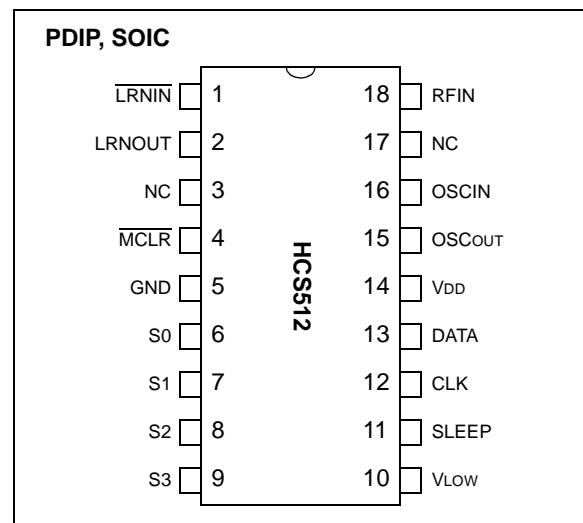 PDIP, SOIC
LRNIN 1 18 RFIN
LRNOUT 2 17 NC
NC 3 16 OSCIN
MCLR 4 15 OSCOUT
GND 5 14 VDD
S0 6 13 DATA
S1 7 12 CLK
S2 8 11 SLEEP
S3 9 10 VLOW
HCS512